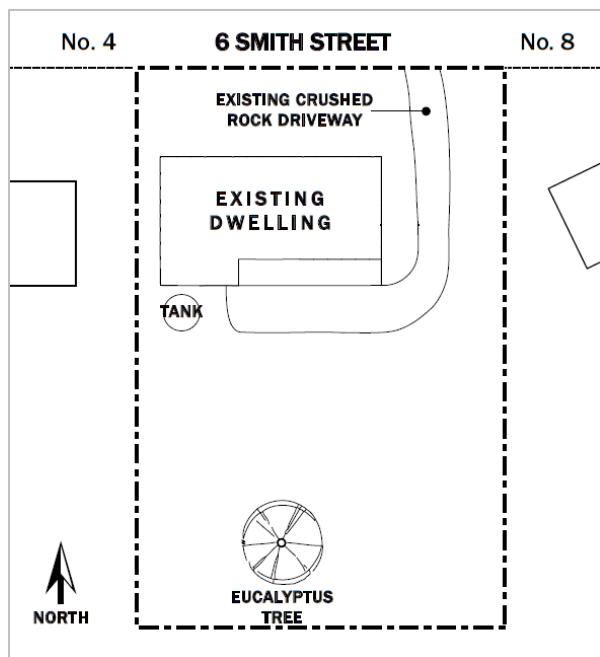 No. 4
6 SMITH STREET
No. 8
EXISTING CRUSHED
ROCK DRIVEWAY
EXISTING
DWELLING
TANK
EUCALYPTUS
TREE
NORTH